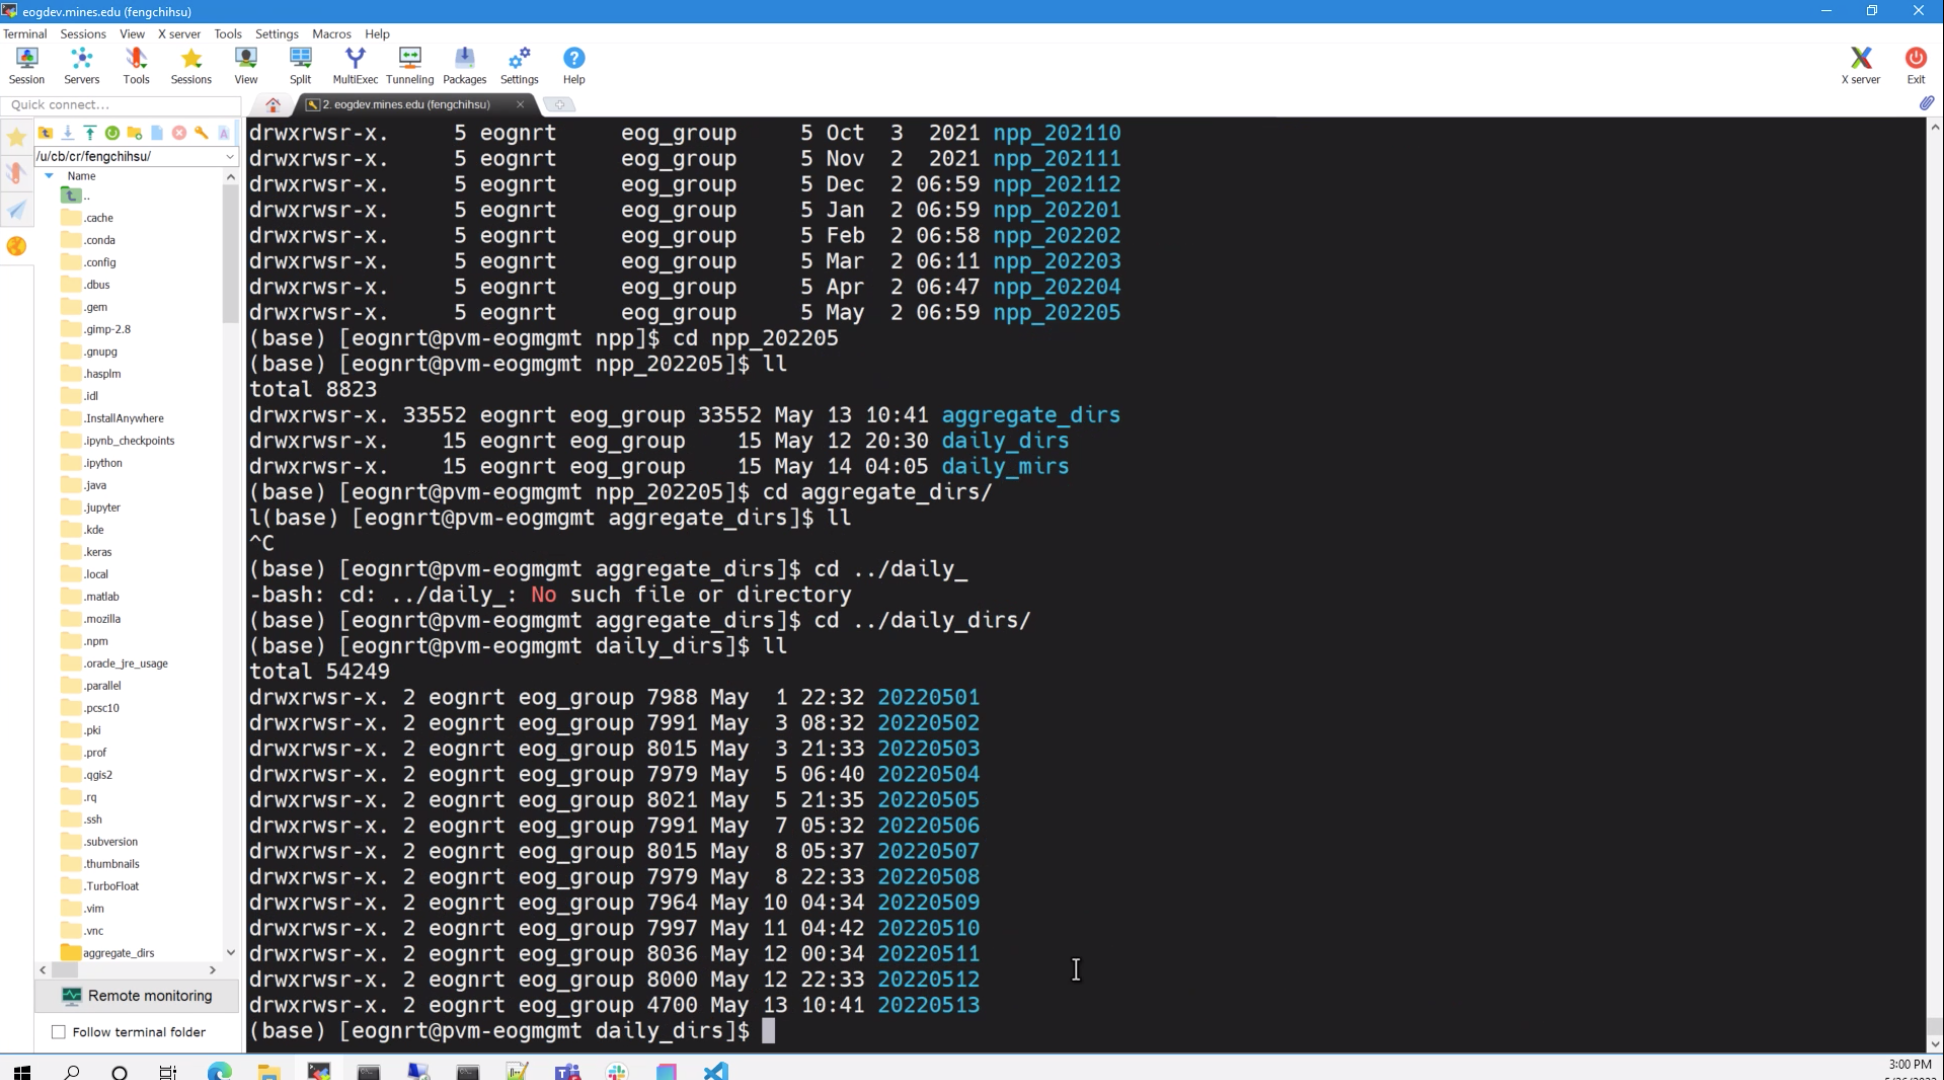 eogdev.mines.edu (fengchihsu)
Terminal Sessions View X server Tools Settings Macros Help
Session Servers Tools Sessions View Split MultiExec Tunneling Packages Settings Help X server Exit
Quick connect...
2. eogdev.mines.edu (fengchihsu)
/u/cb/cr/fengchihsu/
Name
..
.cache
.conda
.config
.dbus
.gem
.gimp-2.8
.gnupg
.hasplm
.idl
.InstallAnywhere
.ipynb_checkpoints
.ipython
.java
.jupyter
.kde
.keras
.local
.matlab
.mozilla
.npm
.oracle_jre_usage
.parallel
.pcsc10
.pki
.prof
.qgis2
.rq
.ssh
.subversion
.thumbnails
.TurboFloat
.vim
.vnc
aggregate_dirs
Remote monitoring
Follow terminal folder
drwxrwsr-x. 5 eognrt eog_group 5 Oct 3 2021 npp_202110
drwxrwsr-x. 5 eognrt eog_group 5 Nov 2 2021 npp_202111
drwxrwsr-x. 5 eognrt eog_group 5 Dec 2 06:59 npp_202112
drwxrwsr-x. 5 eognrt eog_group 5 Jan 2 06:59 npp_202201
drwxrwsr-x. 5 eognrt eog_group 5 Feb 2 06:58 npp_202202
drwxrwsr-x. 5 eognrt eog_group 5 Mar 2 06:11 npp_202203
drwxrwsr-x. 5 eognrt eog_group 5 Apr 2 06:47 npp_202204
drwxrwsr-x. 5 eognrt eog_group 5 May 2 06:59 npp_202205
(base) [eognrt@pvm-eogmgmt npp]$ cd npp_202205
(base) [eognrt@pvm-eogmgmt npp_202205]$ ll
total 8823
drwxrwsr-x. 33552 eognrt eog_group 33552 May 13 10:41 aggregate_dirs
drwxrwsr-x. 15 eognrt eog_group 15 May 12 20:30 daily_dirs
drwxrwsr-x. 15 eognrt eog_group 15 May 14 04:05 daily_mirs
(base) [eognrt@pvm-eogmgmt npp_202205]$ cd aggregate_dirs/
l(base) [eognrt@pvm-eogmgmt aggregate_dirs]$ ll
^C
(base) [eognrt@pvm-eogmgmt aggregate_dirs]$ cd ../daily_
-bash: cd: ../daily_: No such file or directory
(base) [eognrt@pvm-eogmgmt aggregate_dirs]$ cd ../daily_dirs/
(base) [eognrt@pvm-eogmgmt daily_dirs]$ ll
total 54249
drwxrwsr-x. 2 eognrt eog_group 7988 May 1 22:32 20220501
drwxrwsr-x. 2 eognrt eog_group 7991 May 3 08:32 20220502
drwxrwsr-x. 2 eognrt eog_group 8015 May 3 21:33 20220503
drwxrwsr-x. 2 eognrt eog_group 7979 May 5 06:40 20220504
drwxrwsr-x. 2 eognrt eog_group 8021 May 5 21:35 20220505
drwxrwsr-x. 2 eognrt eog_group 7991 May 7 05:32 20220506
drwxrwsr-x. 2 eognrt eog_group 8015 May 8 05:37 20220507
drwxrwsr-x. 2 eognrt eog_group 7979 May 8 22:33 20220508
drwxrwsr-x. 2 eognrt eog_group 7964 May 10 04:34 20220509
drwxrwsr-x. 2 eognrt eog_group 7997 May 11 04:42 20220510
drwxrwsr-x. 2 eognrt eog_group 8036 May 12 00:34 20220511
drwxrwsr-x. 2 eognrt eog_group 8000 May 12 22:33 20220512
drwxrwsr-x. 2 eognrt eog_group 4700 May 13 10:41 20220513
(base) [eognrt@pvm-eogmgmt daily_dirs]$
3:00 PM